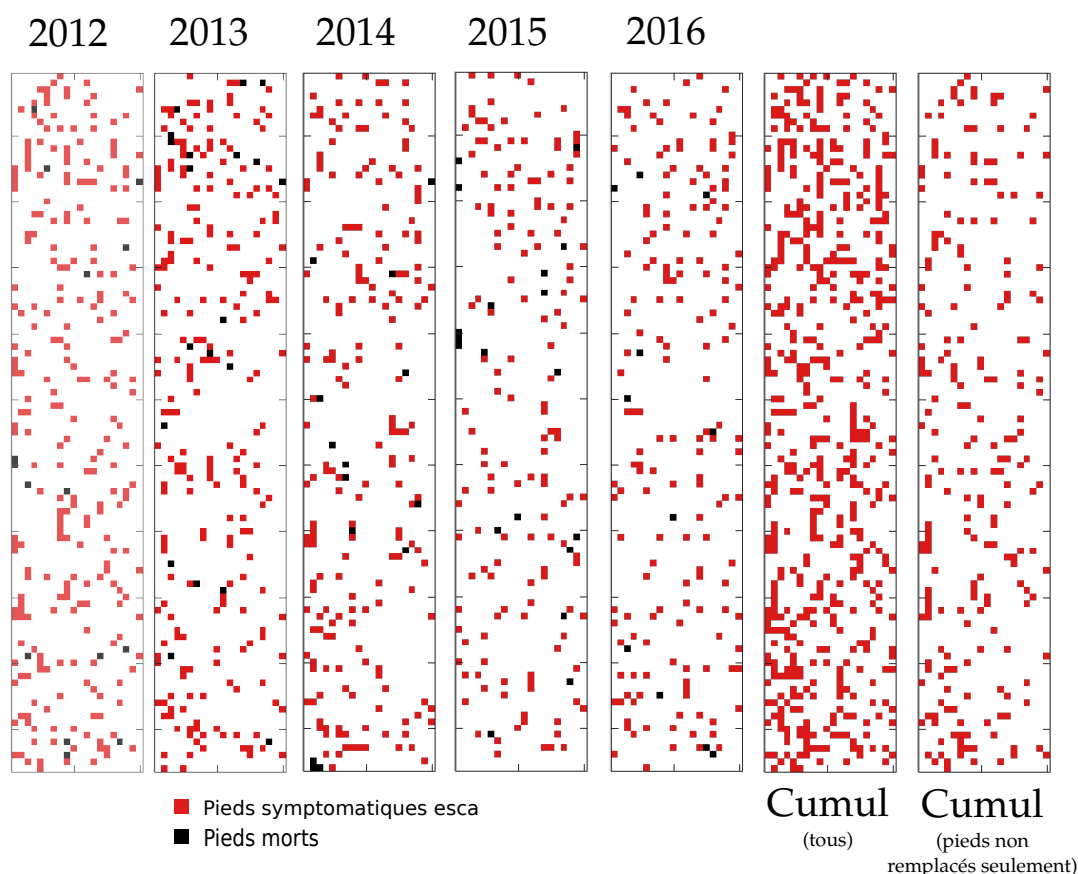 2012
2013
2014
2015
2016
Pieds symptomatiques esca
Pieds morts
Cumul
(tous)
Cumul
(pieds non
remplacés seulement)